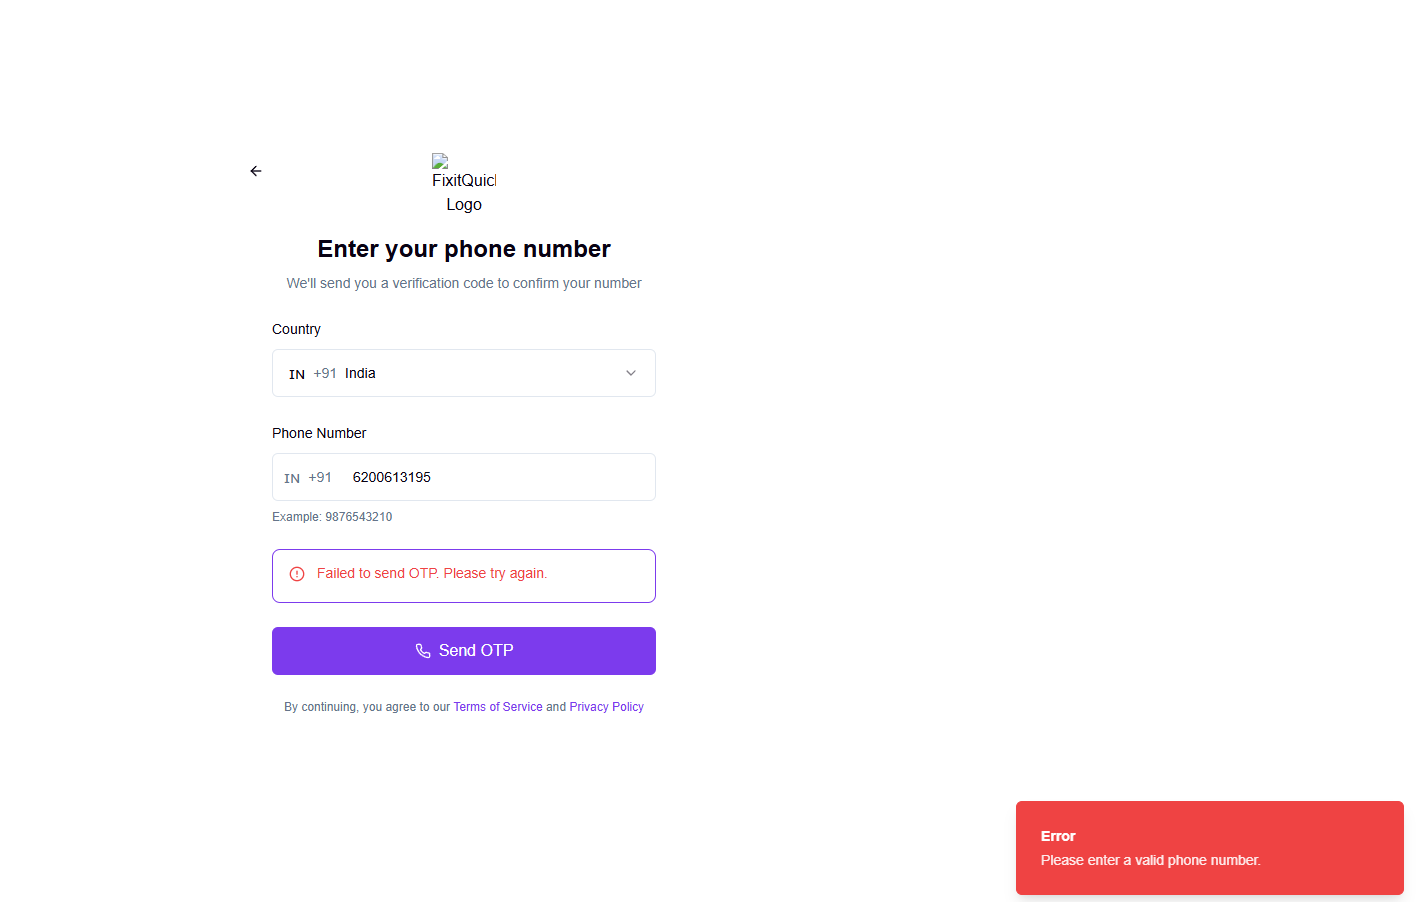 FixitQuick
Logo
Enter your phone number
We'll send you a verification code to confirm your number
Country
IN +91 India
Phone Number
IN +91 6200613195
Example: 9876543210
Failed to send OTP. Please try again.
Send OTP
By continuing, you agree to our Terms of Service and Privacy Policy
Error
Please enter a valid phone number.